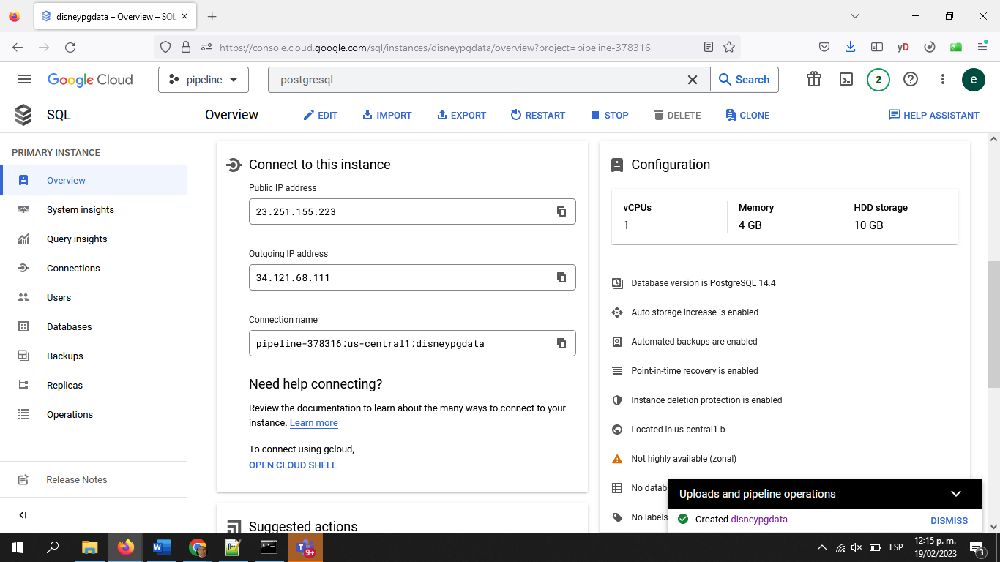 disneypgdata – Overview – SQL
https://console.cloud.google.com/sql/instances/disneypgdata/overview?project=pipeline-378316
yD
Google Cloud
pipeline
postgresql
Search
2
e
SQL
Overview
EDIT
IMPORT
EXPORT
RESTART
STOP
DELETE
CLONE
HELP ASSISTANT
PRIMARY INSTANCE
Overview
System insights
Query insights
Connections
Users
Databases
Backups
Replicas
Operations
Release Notes
Connect to this instance
Public IP address
23.251.155.223
Outgoing IP address
34.121.68.111
Connection name
pipeline-378316:us-central1:disneypgdata
Need help connecting?
Review the documentation to learn about the many ways to connect to your
instance. Learn more
To connect using gcloud,
OPEN CLOUD SHELL
Suggested actions
Configuration
vCPUs
Memory
HDD storage
1
4 GB
10 GB
Database version is PostgreSQL 14.4
Auto storage increase is enabled
Automated backups are enabled
Point-in-time recovery is enabled
Instance deletion protection is enabled
Located in us-central1-b
Not highly available (zonal)
No datab
No labels
Uploads and pipeline operations
Created disneypgdata
DISMISS
9+
ESP
12:15 p. m.
19/02/2023
3